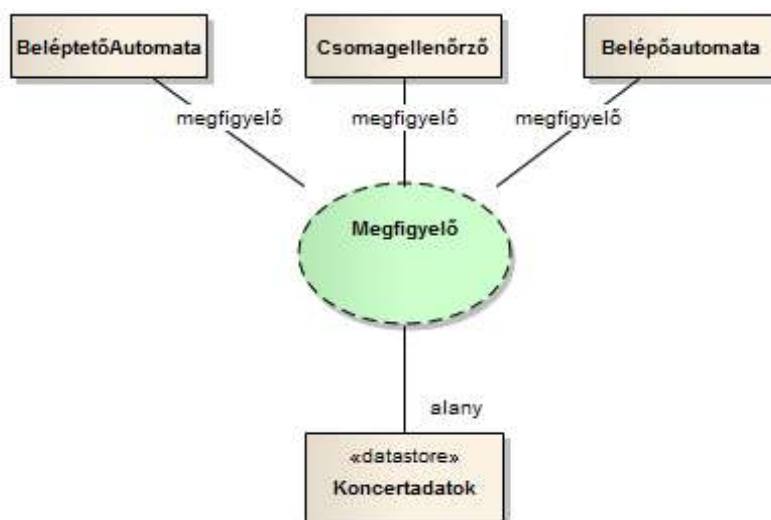 BeléptetőAutomata
Csomagellenőrző
Belépőautomata
megfigyelő
megfigyelő
megfigyelő
Megfigyelő
alany
«datastore»
Koncertadatok